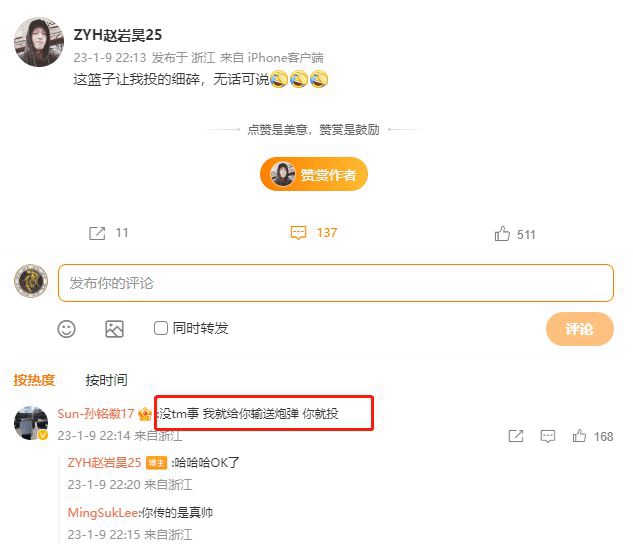 ZYH赵岩昊25
23-1-9 22:13 发布于 浙江 来自 iPhone客户端
这篮子让我投的细碎，无话可说
点赞是美意，赞赏是鼓励
赞赏作者
11
137
511
发布你的评论
同时转发
评论
按热度 按时间
Sun-孙铭徽17 :没tm事 我就给你输送炮弹 你就投
23-1-9 22:14 来自浙江
168
ZYH赵岩昊25 博主 :哈哈哈OK了
23-1-9 22:20 来自浙江
MingSukLee:你传的是真帅
23-1-9 22:15 来自浙江